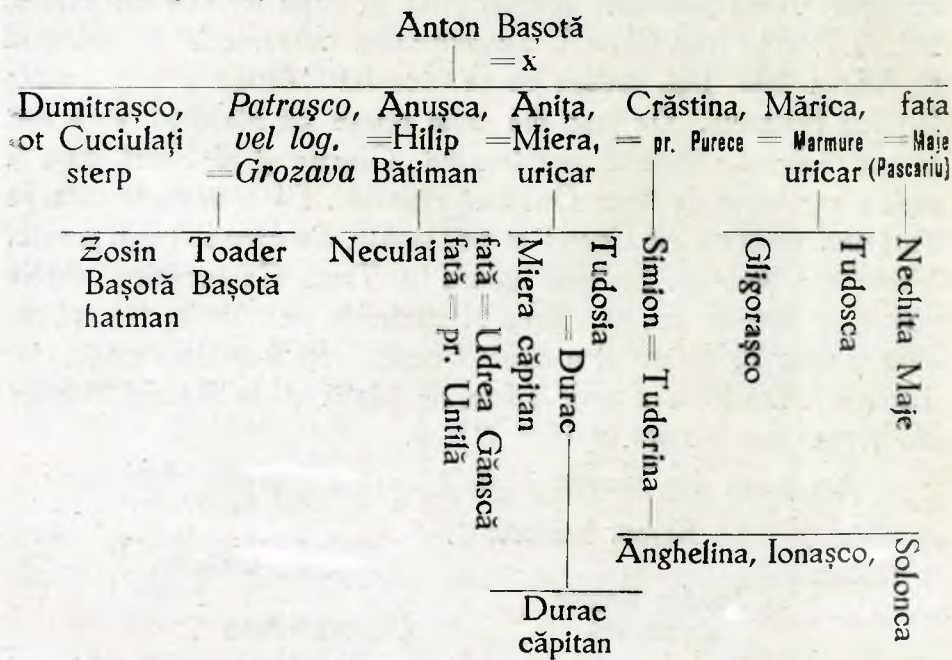 Anton Bașotă
= x
Dumitrașco, Patrașco, Anușca, Anița, Crăstina, Mărica, fata
ot Cuciulați vel log. =Hilip =Miera, = pr. Purece = Marmure = Maje
sterp =Grozava Bătiman uricar uricar (Pascariu)
Zosin Toader Neculai
Bașotă Bașotă
hatman
fată = pr. Untilă
fată = Udrea Gănscă
Miera căpitan
Tudosia
= Durac
Simion = Tuderina
Gligorașco
Tudosca
Nechita Maje
Anghelina, Ionașco,
Solonca
Durac
căpitan